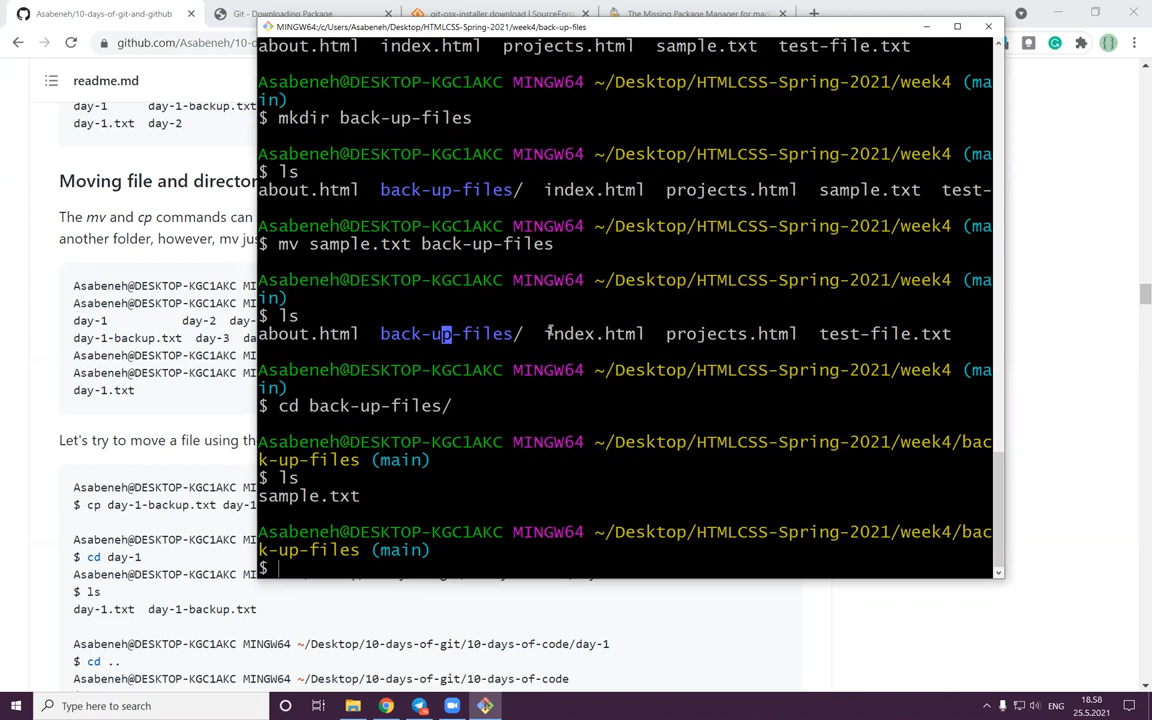 Asabeneh/10-days-of-git-and-github
Git - Downloading Package
git-osx-installer download | SourceFor
The Missing Package Manager for m
github.com/Asabeneh/10-d
readme.md
day-1 day-1-backup.txt
day-1.txt day-2
Moving file and director
The mv and cp commands can
another folder, however, mv jus
Asabeneh@DESKTOP-KGC1AKC MI
Asabeneh@DESKTOP-KGC1AKC MI
day-1 day-2 day-
day-1-backup.txt day-3
Asabeneh@DESKTOP-KGC1AKC MI
Asabeneh@DESKTOP-KGC1AKC MI
day-1.txt
Let's try to move a file using the
Asabeneh@DESKTOP-KGC1AKC MI
$ cp day-1-backup.txt day-1
Asabeneh@DESKTOP-KGC1AKC MI
$ cd day-1
Asabeneh@DESKTOP-KGC1AKC
$ ls
day-1.txt day-1-backup.txt
Asabeneh@DESKTOP-KGC1AKC MINGW64 ~/Desktop/10-days-of-git/10-days-of-code/day-1
$ cd ..
Asabeneh@DESKTOP-KGC1AKC MINGW64 ~/Desktop/10-days-of-git/10-days-of-code
MINGW64:/c/Users/Asabeneh/Desktop/HTMLCSS-Spring-2021/week4/back-up-files
about.html index.html projects.html sample.txt test-file.txt
Asabeneh@DESKTOP-KGC1AKC MINGW64 ~/Desktop/HTMLCSS-Spring-2021/week4 (ma
in)
$ mkdir back-up-files
Asabeneh@DESKTOP-KGC1AKC MINGW64 ~/Desktop/HTMLCSS-Spring-2021/week4 (ma
in)
$ ls
about.html back-up-files/ index.html projects.html sample.txt test-
Asabeneh@DESKTOP-KGC1AKC MINGW64 ~/Desktop/HTMLCSS-Spring-2021/week4 (ma
$ mv sample.txt back-up-files
Asabeneh@DESKTOP-KGC1AKC MINGW64 ~/Desktop/HTMLCSS-Spring-2021/week4 (ma
in)
$ ls
about.html back-up-files/ index.html projects.html test-file.txt
Asabeneh@DESKTOP-KGC1AKC MINGW64 ~/Desktop/HTMLCSS-Spring-2021/week4 (ma
in)
$ cd back-up-files/
Asabeneh@DESKTOP-KGC1AKC MINGW64 ~/Desktop/HTMLCSS-Spring-2021/week4/bac
k-up-files (main)
$ ls
sample.txt
Asabeneh@DESKTOP-KGC1AKC MINGW64 ~/Desktop/HTMLCSS-Spring-2021/week4/bac
k-up-files (main)
$
Type here to search
ENG
18.58
25.5.2021